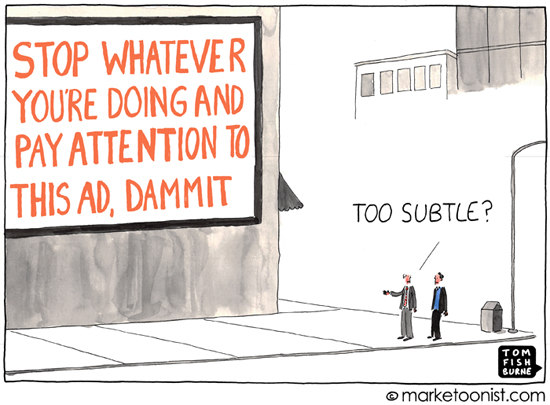 STOP WHATEVER
YOU'RE DOING AND
PAY ATTENTION TO
THIS AD, DAMMIT
TOO SUBTLE?
TOM
FISH
BURNE
© marketoonist.com